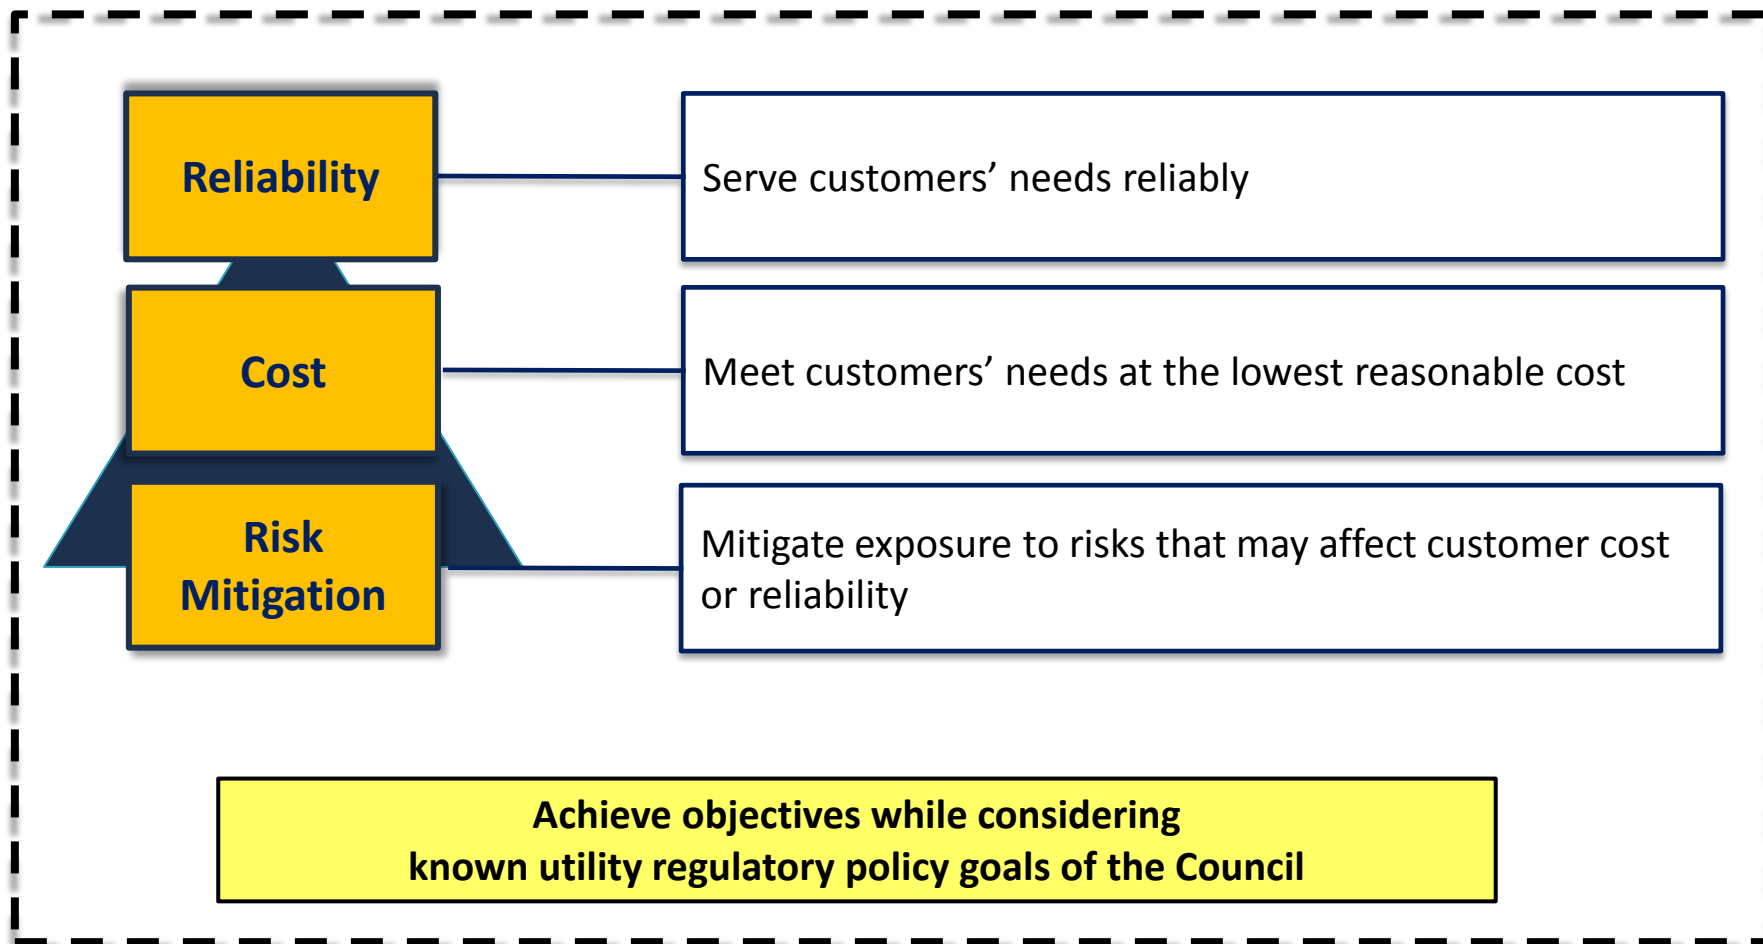 Reliability
Serve customers’ needs reliably
Cost
Meet customers’ needs at the lowest reasonable cost
Risk
Mitigation
Mitigate exposure to risks that may affect customer cost
or reliability
Achieve objectives while considering
known utility regulatory policy goals of the Council